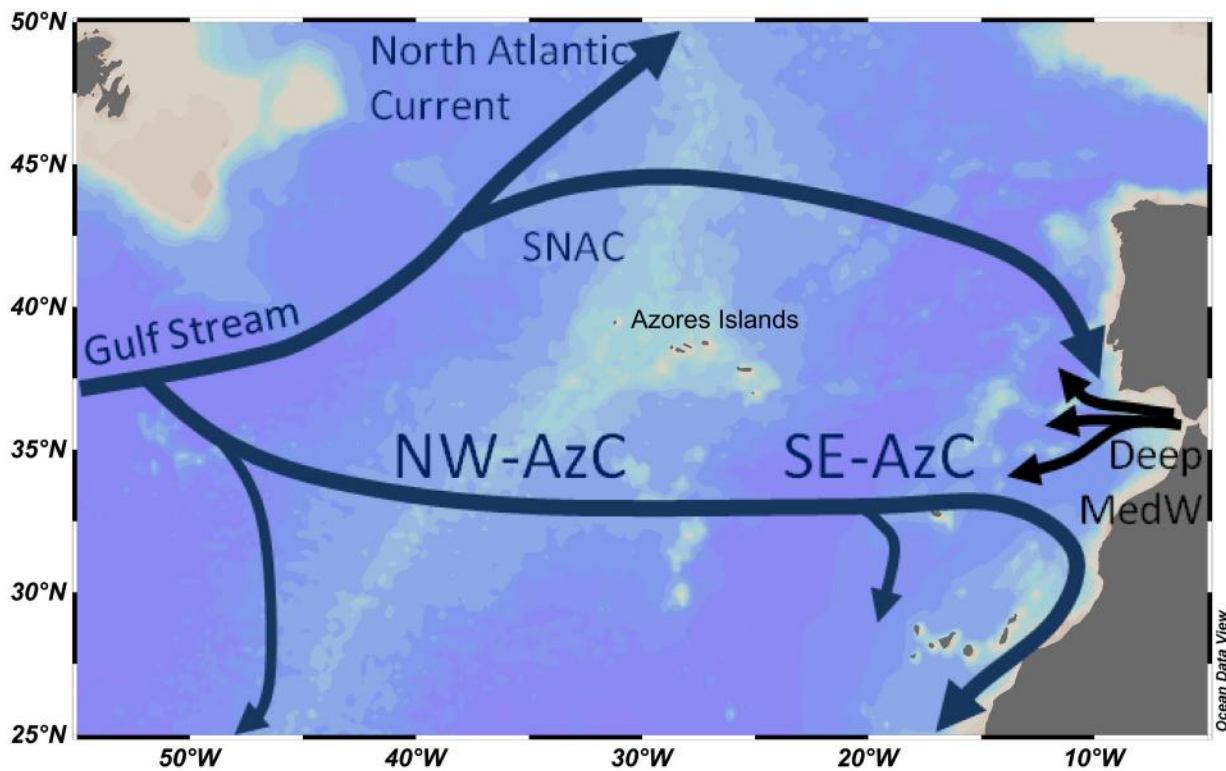 50°N
North Atlantic
Current
45°N
SNAC
40°N
Gulf Stream
Azores Islands
35°N
NW-AzC
SE-AzC
Deep
MedW
30°N
25°N
50°W
40°W
30°W
20°W
10°W
Ocean Data View